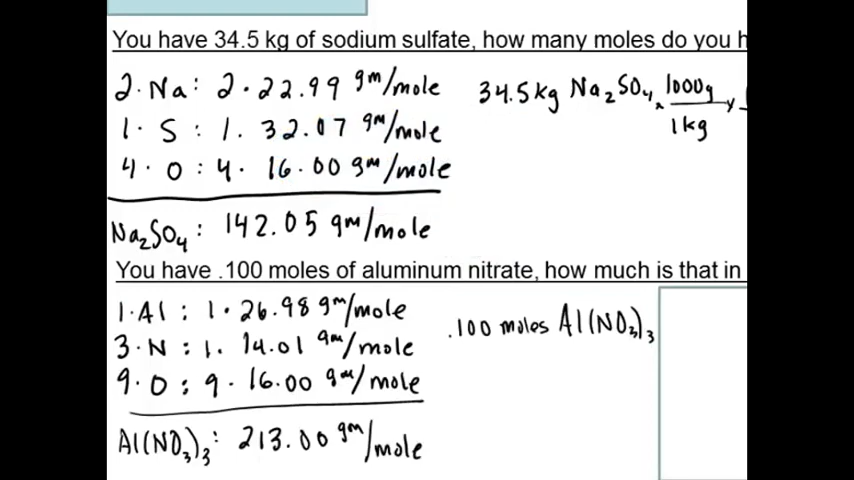 You have 34.5 kg of sodium sulfate, how many moles do you h
2·Na: 2·22.99 gm/mole
34.5kg Na₂SO₄ × 1000g / 1kg ×
1·S: 1. 32.07 gm/mole
4·O: 4· 16.00 gm/mole
Na₂SO₄: 142.05 gm/mole
You have .100 moles of aluminum nitrate, how much is that in
1·Al: 1·26.98 gm/mole
.100 moles Al(NO₃)₃
3·N: 1. 14.01 gm/mole
9·O: 9·16.00 gm/mole
Al(NO₃)₃: 213.00 gm/mole